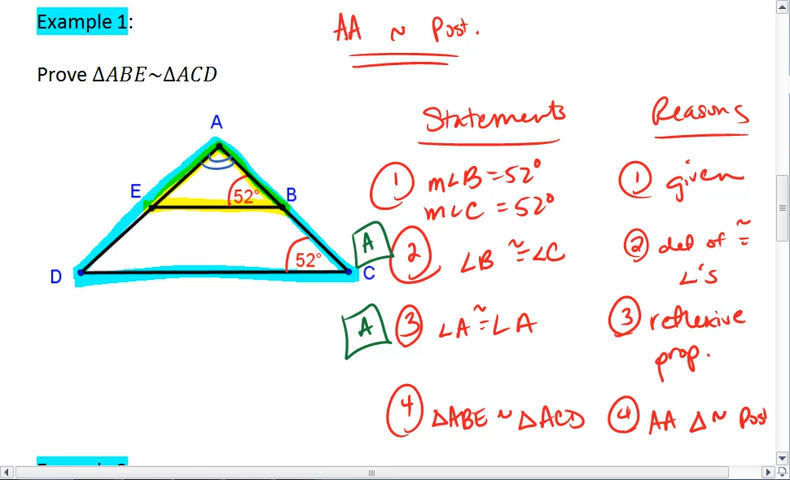 Example 1:
AA ~ Post.
Prove ΔABE~ΔACD
Statements
Reasons
A
E
B
52°
D
52°
C
① m∠B = 52°
m∠C = 52°
① given
A ② ∠B ≅ ∠C
② def of ≅
∠'s
A ③ ∠A ≅ ∠A
③ reflexive
prop.
④ ΔABE ~ ΔACD
④ AA Δ~ Post